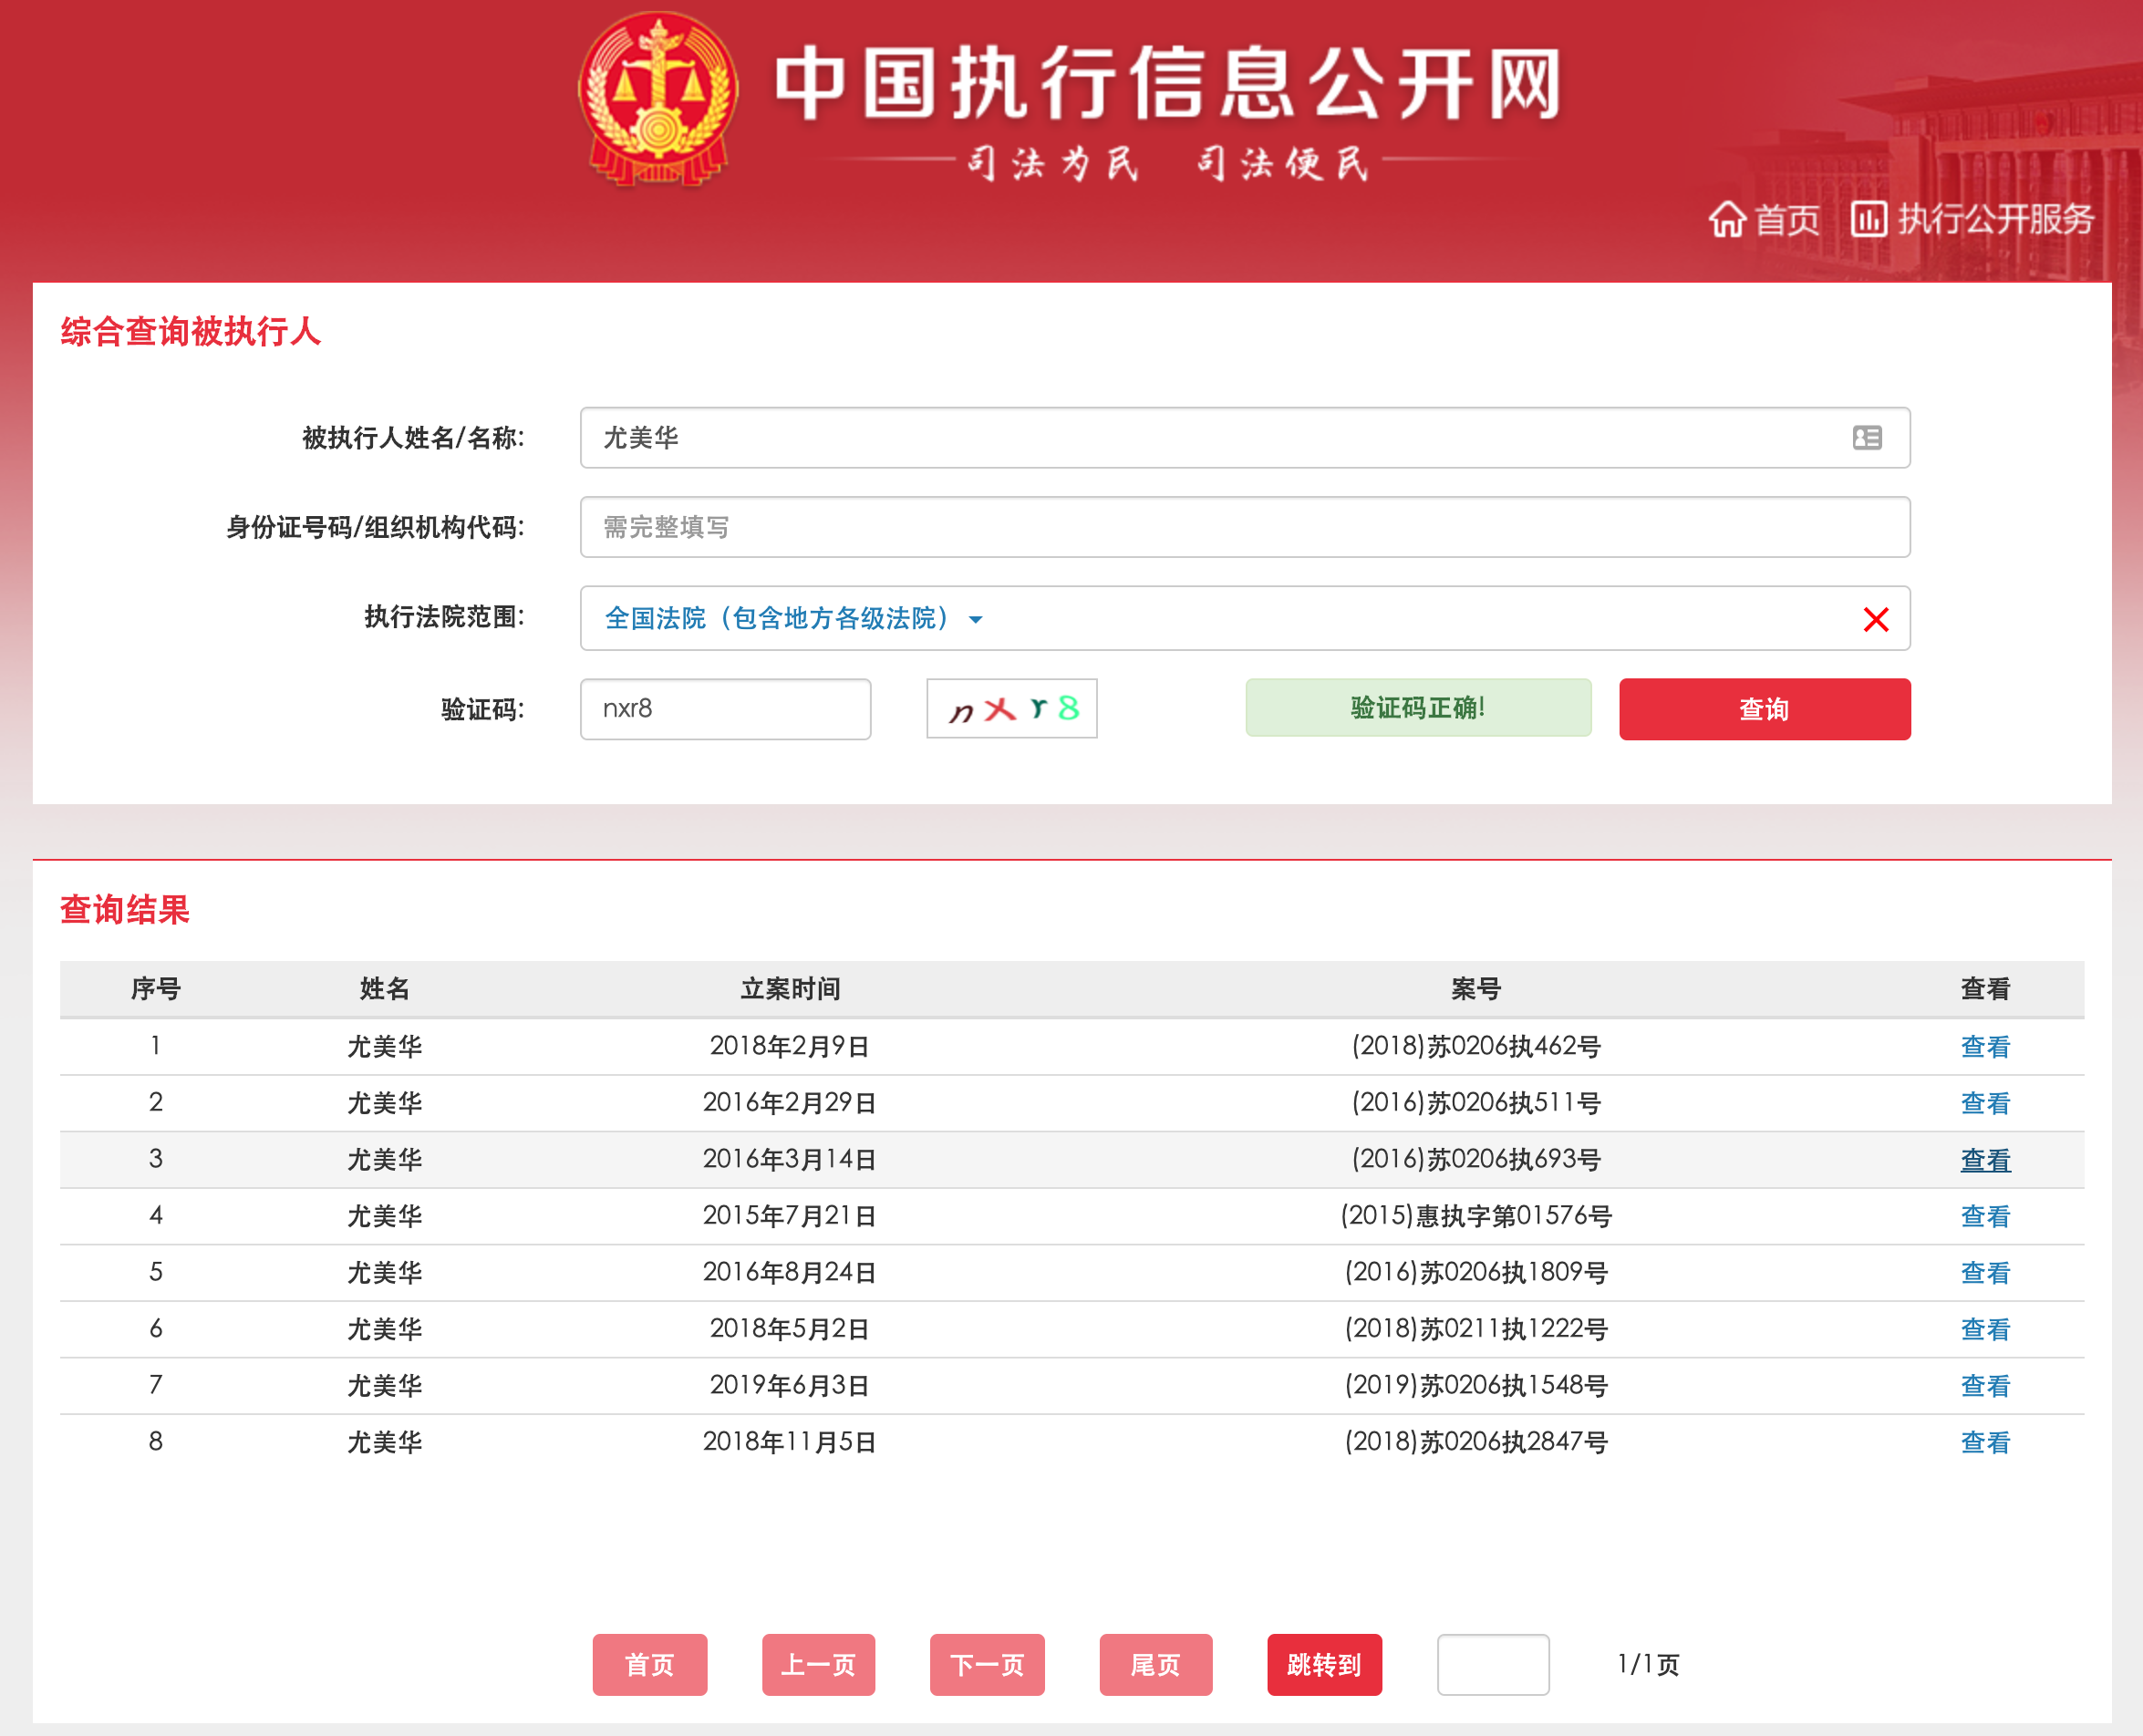 中国执行信息公开网
司法为民 司法便民
首页 执行公开服务
综合查询被执行人
被执行人姓名/名称: 尤美华
身份证号码/组织机构代码: 需完整填写
执行法院范围: 全国法院（包含地方各级法院）
验证码: nxr8 nxr8 验证码正确! 查询
查询结果
序号 姓名 立案时间 案号 查看
1 尤美华 2018年2月9日 (2018)苏0206执462号 查看
2 尤美华 2016年2月29日 (2016)苏0206执511号 查看
3 尤美华 2016年3月14日 (2016)苏0206执693号 查看
4 尤美华 2015年7月21日 (2015)惠执字第01576号 查看
5 尤美华 2016年8月24日 (2016)苏0206执1809号 查看
6 尤美华 2018年5月2日 (2018)苏0211执1222号 查看
7 尤美华 2019年6月3日 (2019)苏0206执1548号 查看
8 尤美华 2018年11月5日 (2018)苏0206执2847号 查看
首页 上一页 下一页 尾页 跳转到 1/1页